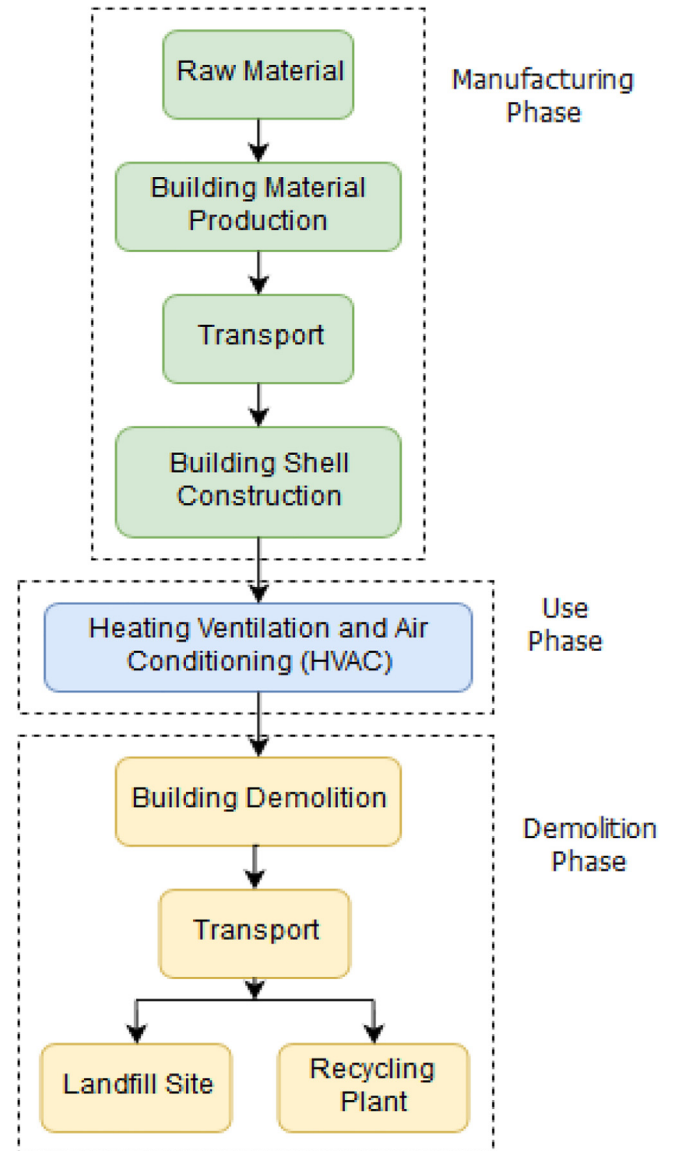 Raw Material
Manufacturing
Phase
Building Material
Production
Transport
Building Shell
Construction
Heating Ventilation and Air
Conditioning (HVAC)
Use
Phase
Building Demolition
Demolition
Phase
Transport
Landfill Site
Recycling
Plant